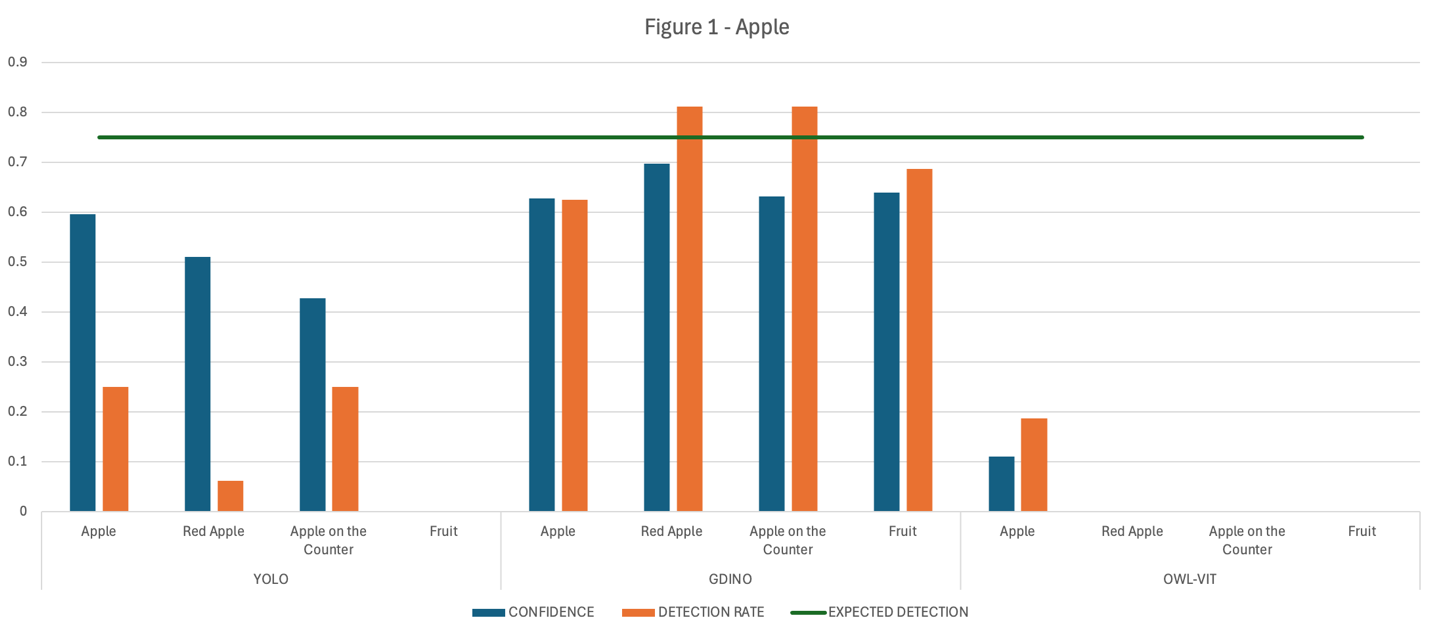 Figure 1 - Apple
0.9
0.8
0.7
0.6
0.5
0.4
0.3
0.2
0.1
0
Apple
Red Apple
Apple on the
Counter
Fruit
Apple
Red Apple
Apple on the
Counter
Fruit
Apple
Red Apple
Apple on the
Counter
Fruit
YOLO
GDINO
OWL-VIT
CONFIDENCE
DETECTION RATE
EXPECTED DETECTION